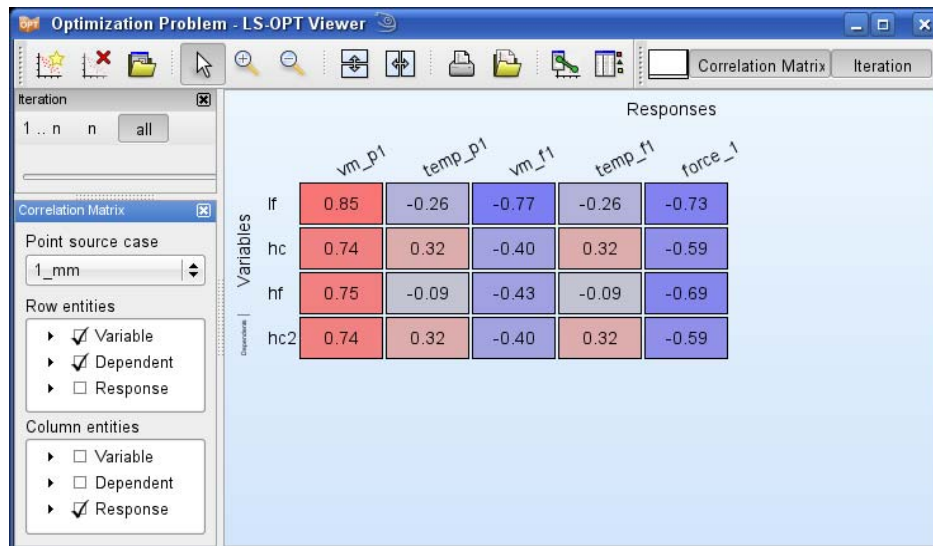 Optimization Problem - LS-OPT Viewer
Correlation Matrix Iteration
Iteration
1 .. n n all
Correlation Matrix
Point source case
1_mm
Row entities
Variable
Dependent
Response
Column entities
Variable
Dependent
Response
Responses
vm_p1 temp_p1 vm_f1 temp_f1 force_1
Variables
Dependents
lf 0.85 -0.26 -0.77 -0.26 -0.73
hc 0.74 0.32 -0.40 0.32 -0.59
hf 0.75 -0.09 -0.43 -0.09 -0.69
hc2 0.74 0.32 -0.40 0.32 -0.59